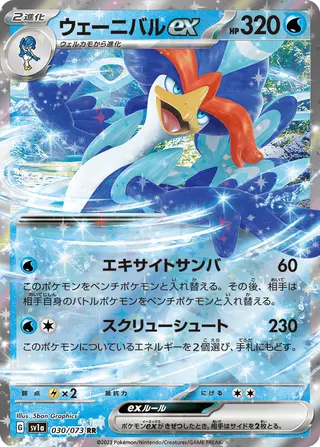 2進化
ウェーニバルex
HP320
ウェルカモから進化
エキサイトサンバ 60
このポケモンをベンチポケモンと入れ替える。その後、相手は
相手自身のバトルポケモンをベンチポケモンと入れ替える。
スクリューシュート 230
このポケモンについているエネルギーを2個選び、手札にもどす。
弱点 ×2 抵抗力 にげる
Illus. 5ban Graphics
G sv1a 030/073 RR
exルール
ポケモンexがきぜつしたとき、相手はサイドを2枚とる。
©2023 Pokémon/Nintendo/Creatures/GAME FREAK.